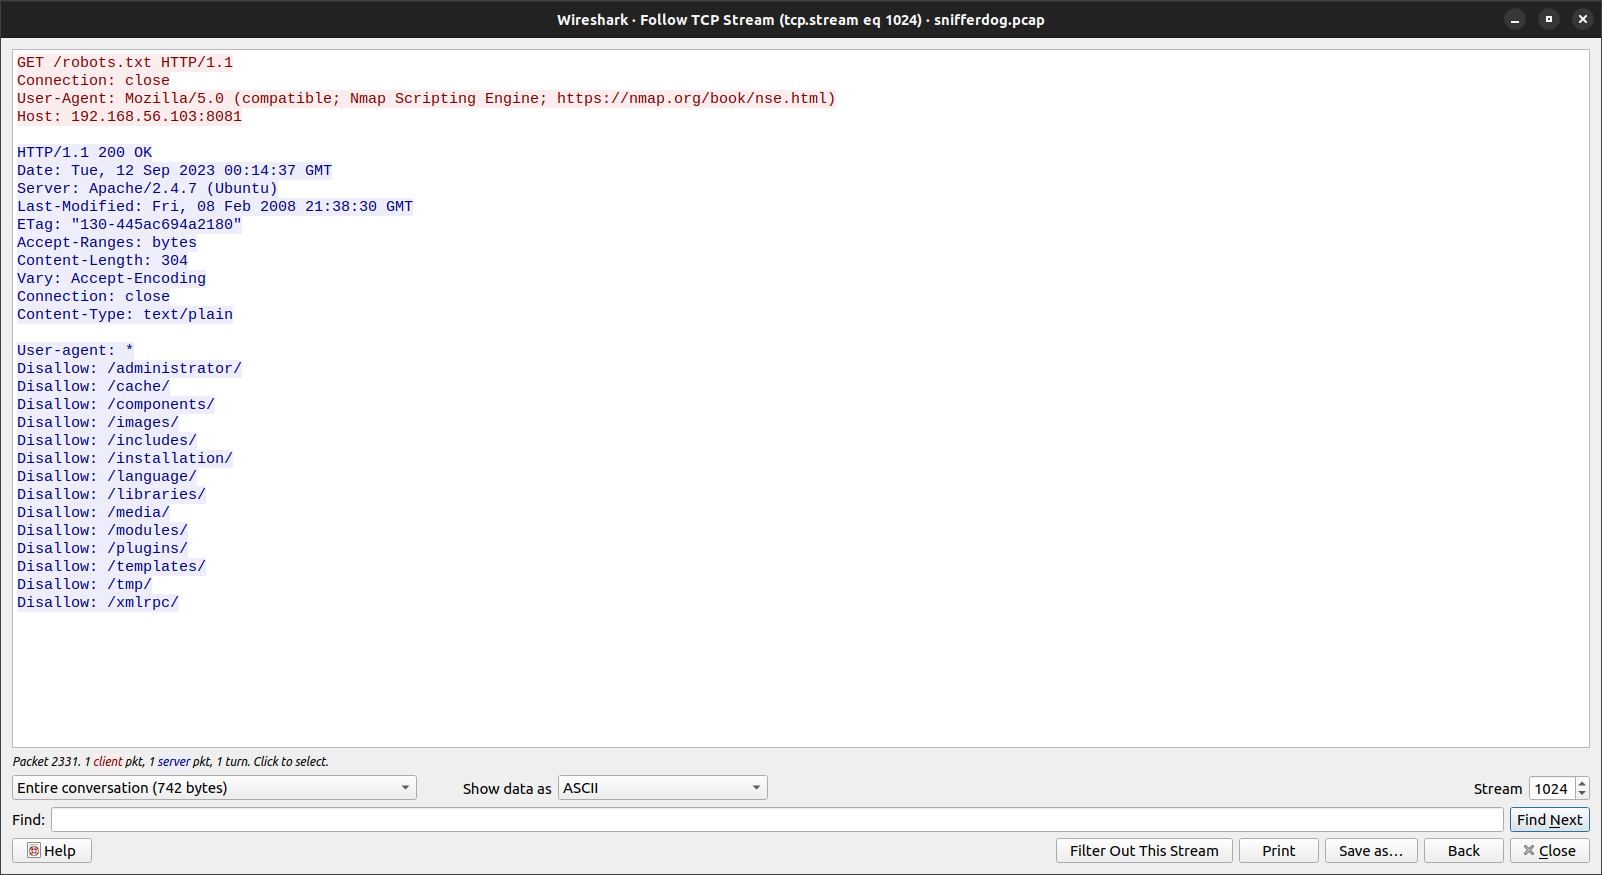 Wireshark · Follow TCP Stream (tcp.stream eq 1024) · snifferdog.pcap
GET /robots.txt HTTP/1.1
Connection: close
User-Agent: Mozilla/5.0 (compatible; Nmap Scripting Engine; https://nmap.org/book/nse.html)
Host: 192.168.56.103:8081
HTTP/1.1 200 OK
Date: Tue, 12 Sep 2023 00:14:37 GMT
Server: Apache/2.4.7 (Ubuntu)
Last-Modified: Fri, 08 Feb 2008 21:38:30 GMT
ETag: "130-445ac694a2180"
Accept-Ranges: bytes
Content-Length: 304
Vary: Accept-Encoding
Connection: close
Content-Type: text/plain
User-agent: *
Disallow: /administrator/
Disallow: /cache/
Disallow: /components/
Disallow: /images/
Disallow: /includes/
Disallow: /installation/
Disallow: /language/
Disallow: /libraries/
Disallow: /media/
Disallow: /modules/
Disallow: /plugins/
Disallow: /templates/
Disallow: /tmp/
Disallow: /xmlrpc/
Packet 2331. 1 client pkt, 1 server pkt, 1 turn. Click to select.
Entire conversation (742 bytes) Show data as ASCII Stream 1024
Find: Find Next
Help Filter Out This Stream Print Save as… Back Close